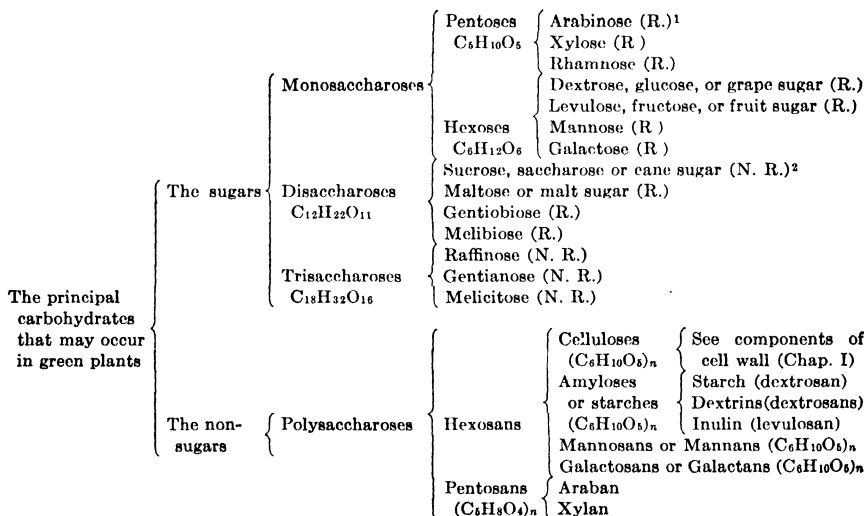 Pentoses
C5H10O5
Arabinose (R.)1
Xylose (R )
Rhamnose (R.)
Monosaccharoses
Dextrose, glucose, or grape sugar (R.)
Levulose, fructose, or fruit sugar (R.)
Hexoses
C6H12O6
Mannose (R )
Galactose (R )
The sugars
Disaccharoses
C12H22O11
Sucrose, saccharose or cane sugar (N. R.)2
Maltose or malt sugar (R.)
Gentiobiose (R.)
Melibiose (R.)
Trisaccharoses
C18H32O16
Raffinose (N. R.)
Gentianose (N. R.)
Melicitose (N. R.)
The principal
carbohydrates
that may occur
in green plants
The non-
sugars
Polysaccharoses
Hexosans
Celluloses
(C6H10O5)n
See components of
cell wall (Chap. I)
Amyloses
or starches
(C6H10O5)n
Starch (dextrosan)
Dextrins(dextrosans)
Inulin (levulosan)
Mannosans or Mannans (C6H10O5)n
Galactosans or Galactans (C6H10O5)n
Pentosans
(C5H8O4)n
Araban
Xylan